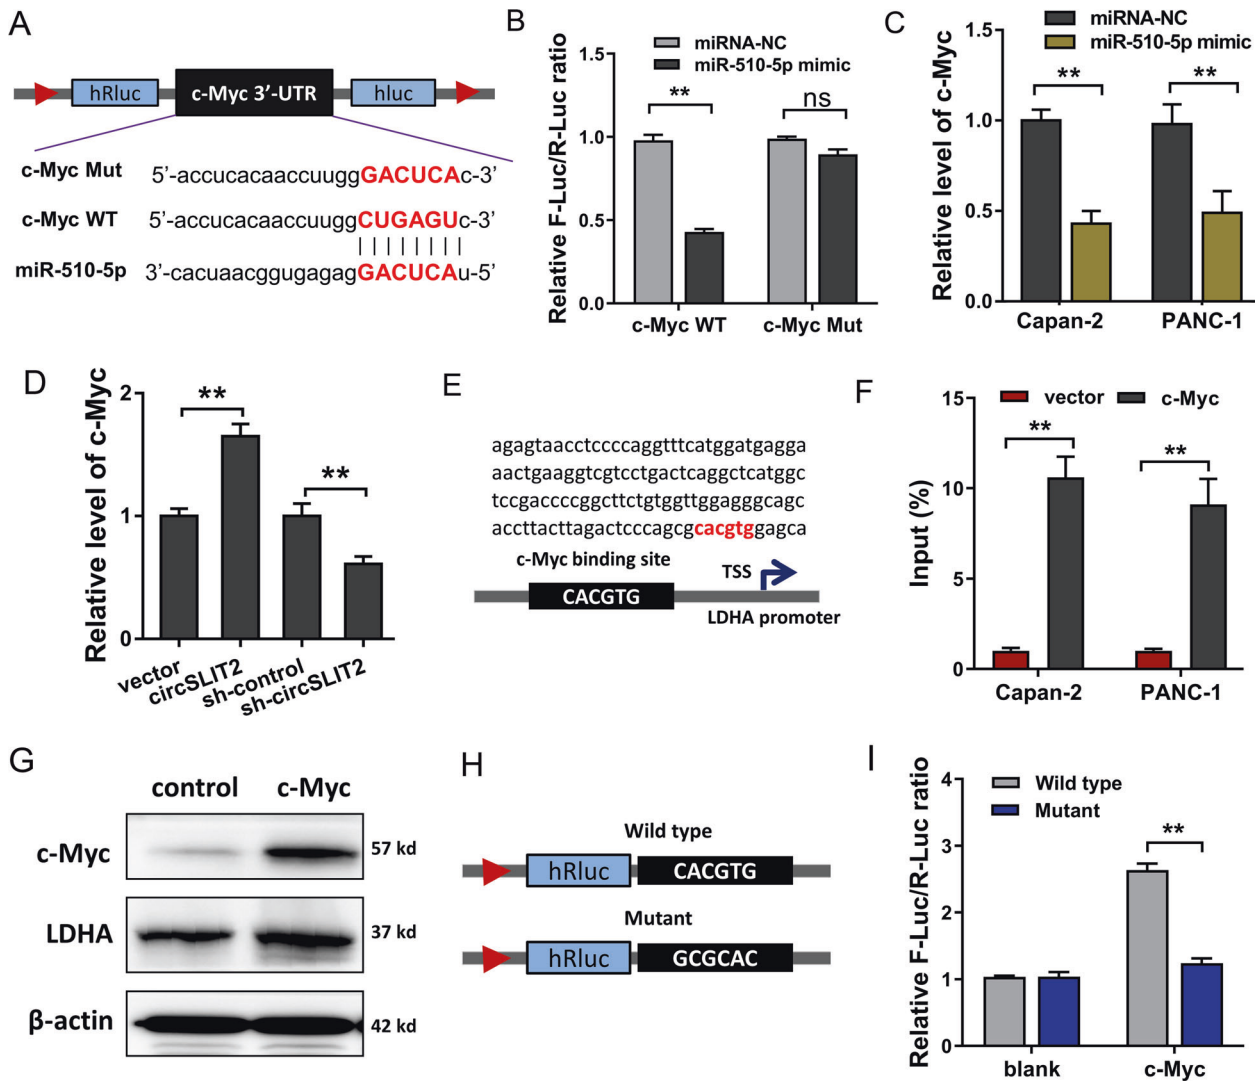 A
hRluc
c-Myc 3’-UTR
hluc
c-Myc Mut 5’-accucacaaccuuggGACUCAc-3’
c-Myc WT 5’-accucacaaccuuggCUGAGUc-3’
miR-510-5p 3’-cacuaacggugagagGACUCAu-5’
B
miRNA-NC
miR-510-5p mimic
Relative F-Luc/R-Luc ratio
1.5
1.0
0.5
0.0
**
ns
c-Myc WT
c-Myc Mut
C
miRNA-NC
miR-510-5p mimic
Relative level of c-Myc
1.5
1.0
0.5
0.0
**
**
Capan-2
PANC-1
D
Relative level of c-Myc
2
1
0
**
**
vector
circSLIT2
sh-control
sh-circSLIT2
E
agagtaacctccccaggtttcatggatgagga
aactgaaggtcgtcctgactcaggctcatggc
tccgaccccggcttctgtggttggagggcagc
accttacttagactcccagcgcacgtggagca
c-Myc binding site
TSS
CACGTG
LDHA promoter
F
vector
c-Myc
Input (%)
15
10
5
0
**
**
Capan-2
PANC-1
G
control
c-Myc
c-Myc
57 kd
LDHA
37 kd
β-actin
42 kd
H
Wild type
hRluc
CACGTG
Mutant
hRluc
GCGCAC
I
Wild type
Mutant
Relative F-Luc/R-Luc ratio
4
3
2
1
0
**
blank
c-Myc